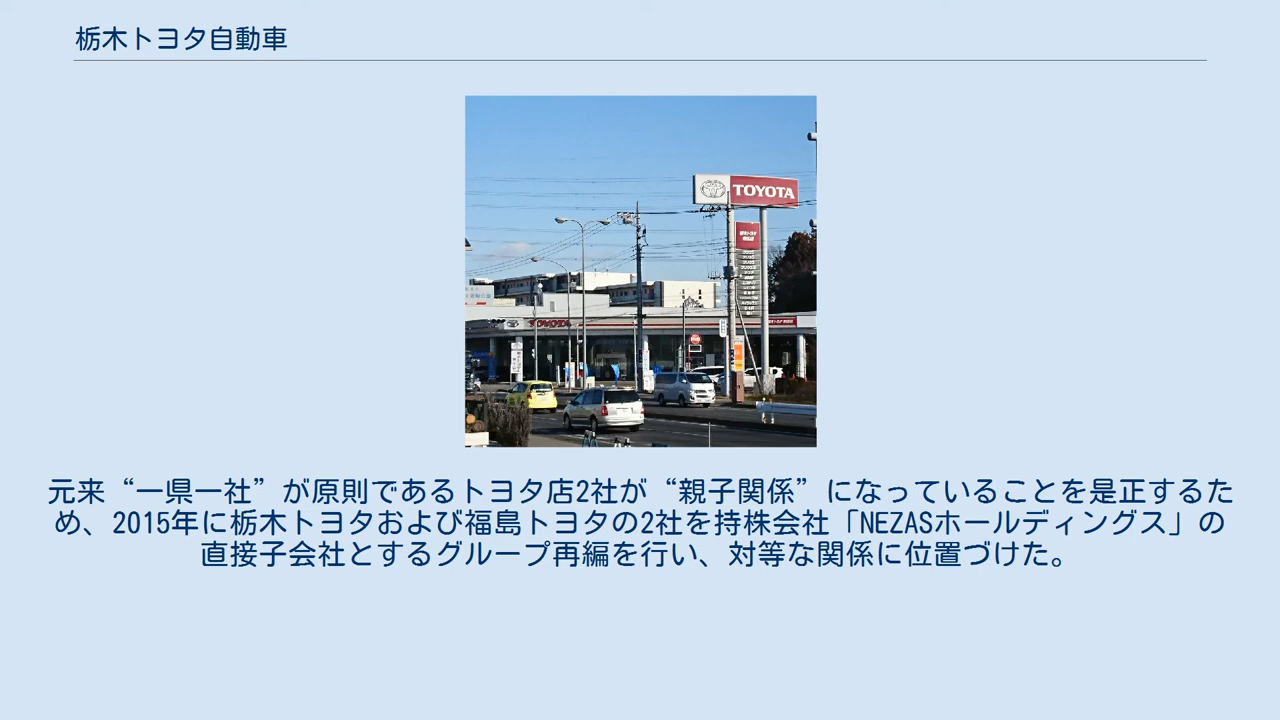 栃木トヨタ自動車
TOYOTA
TOYOTA
元来“一県一社”が原則であるトヨタ店2社が“親子関係”になっていることを是正するた
め、2015年に栃木トヨタおよび福島トヨタの2社を持株会社「NEZASホールディングス」の
直接子会社とするグループ再編を行い、対等な関係に位置づけた。